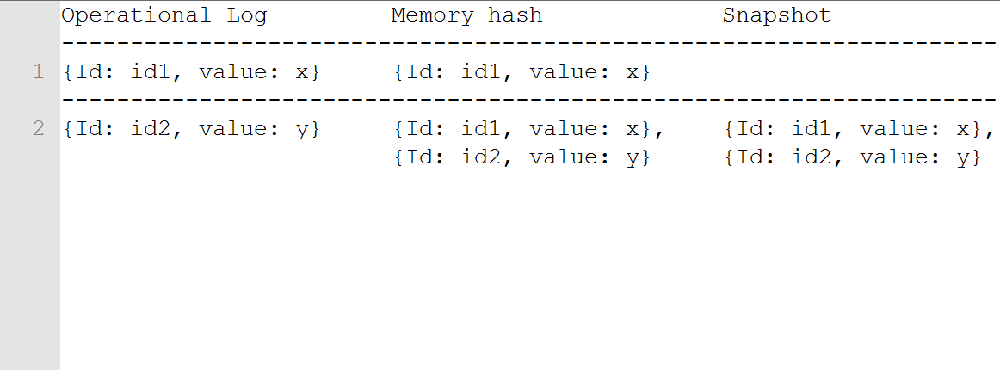 Operational Log Memory hash Snapshot
--------------------------------------------------------------------
1 {Id: id1, value: x} {Id: id1, value: x}
--------------------------------------------------------------------
2 {Id: id2, value: y} {Id: id1, value: x}, {Id: id1, value: x},
{Id: id2, value: y} {Id: id2, value: y}